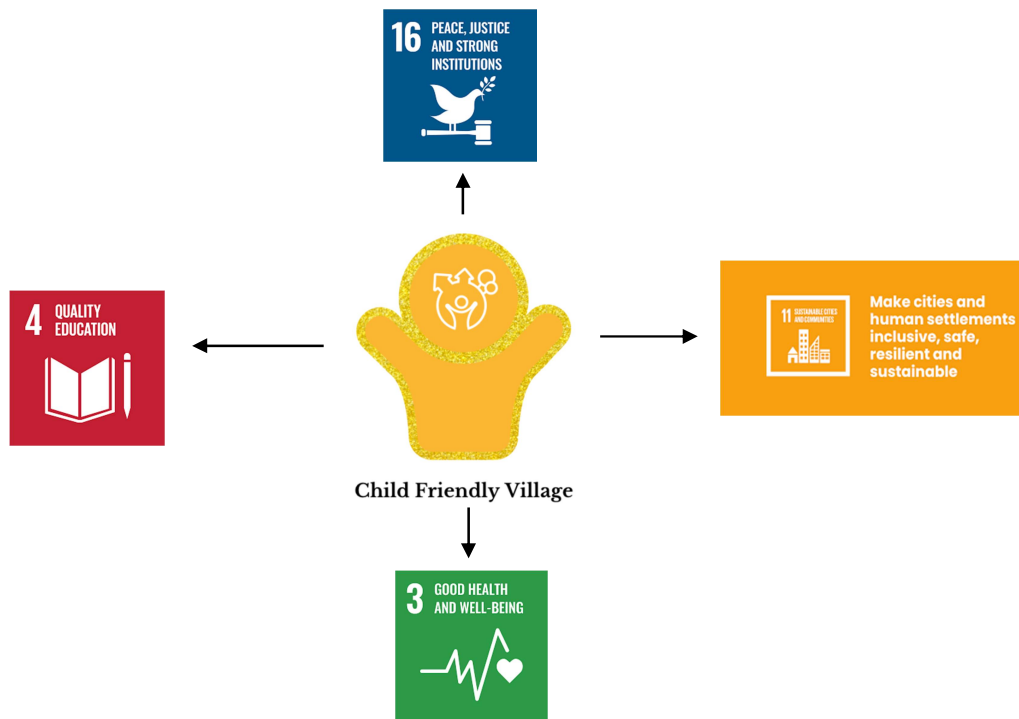 16 PEACE, JUSTICE
AND STRONG
INSTITUTIONS
4 QUALITY
EDUCATION
11 SUSTAINABLE CITIES
AND COMMUNITIES
Make cities and
human settlements
inclusive, safe,
resilient and
sustainable
Child Friendly Village
3 GOOD HEALTH
AND WELL-BEING